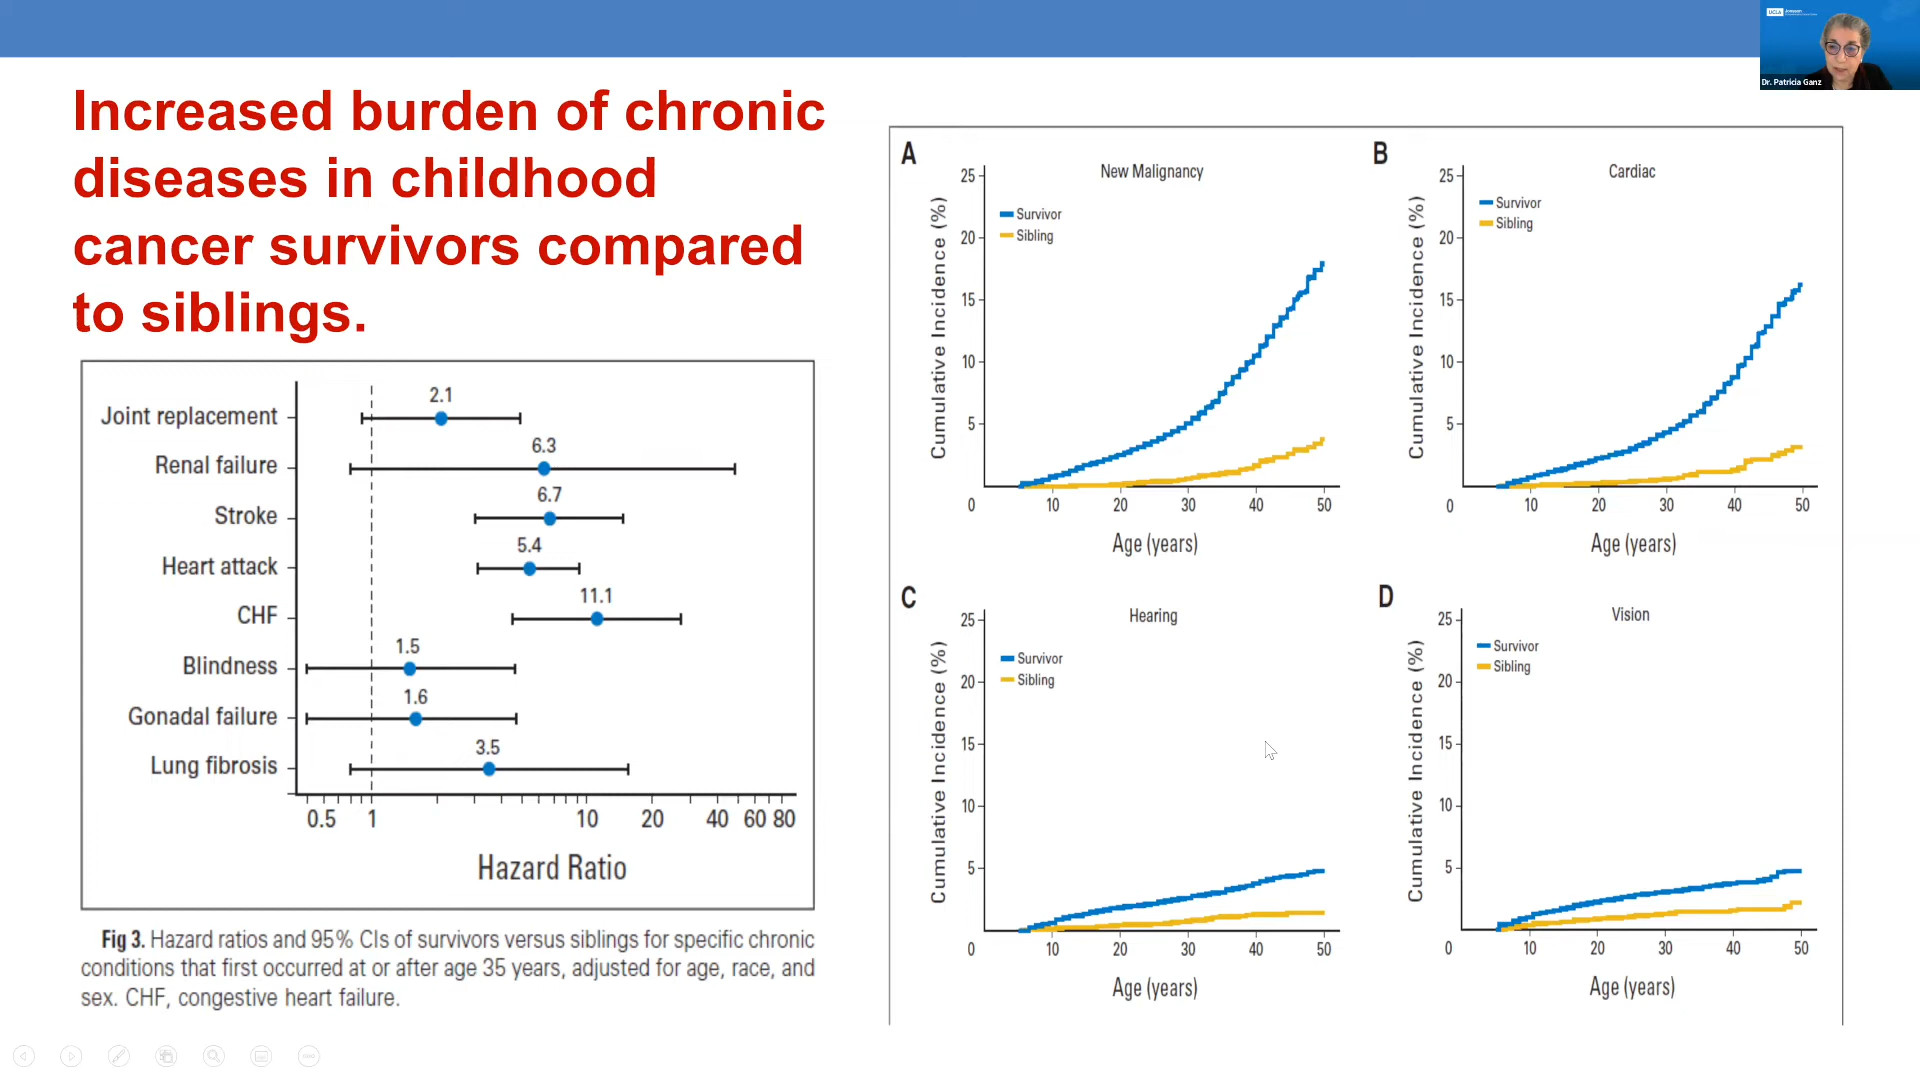 UCLA
Dr. Patricia Ganz
Increased burden of chronic
diseases in childhood
cancer survivors compared
to siblings.
Joint replacement
Renal failure
Stroke
Heart attack
CHF
Blindness
Gonadal failure
Lung fibrosis
2.1
6.3
6.7
5.4
11.1
1.5
1.6
3.5
0.5 1 10 20 40 60 80
Hazard Ratio
Fig 3. Hazard ratios and 95% CIs of survivors versus siblings for specific chronic
conditions that first occurred at or after age 35 years, adjusted for age, race, and
sex. CHF, congestive heart failure.
A
New Malignancy
Survivor
Sibling
Cumulative Incidence (%)
25
20
15
10
5
0 10 20 30 40 50
Age (years)
B
Cardiac
Survivor
Sibling
Cumulative Incidence (%)
25
20
15
10
5
0 10 20 30 40 50
Age (years)
C
Hearing
Survivor
Sibling
Cumulative Incidence (%)
25
20
15
10
5
0 10 20 30 40 50
Age (years)
D
Vision
Survivor
Sibling
Cumulative Incidence (%)
25
20
15
10
5
0 10 20 30 40 50
Age (years)